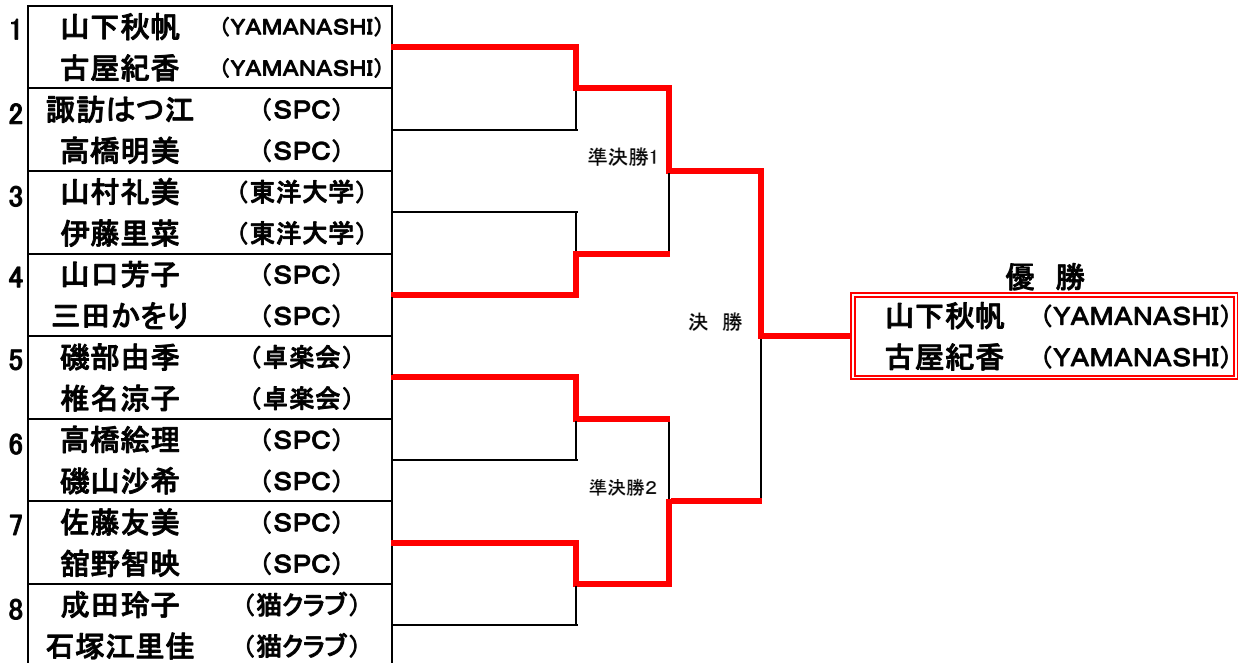 1 山下秋帆 (YAMANASHI)
古屋紀香 (YAMANASHI)
2 諏訪はつ江 (SPC)
高橋明美 (SPC)
準決勝1
3 山村礼美 (東洋大学)
伊藤里菜 (東洋大学)
4 山口芳子 (SPC)
三田かをり (SPC)
決 勝
優 勝
山下秋帆 (YAMANASHI)
古屋紀香 (YAMANASHI)
5 磯部由季 (卓楽会)
椎名涼子 (卓楽会)
6 高橋絵理 (SPC)
磯山沙希 (SPC)
準決勝2
7 佐藤友美 (SPC)
舘野智映 (SPC)
8 成田玲子 (猫クラブ)
石塚江里佳 (猫クラブ)